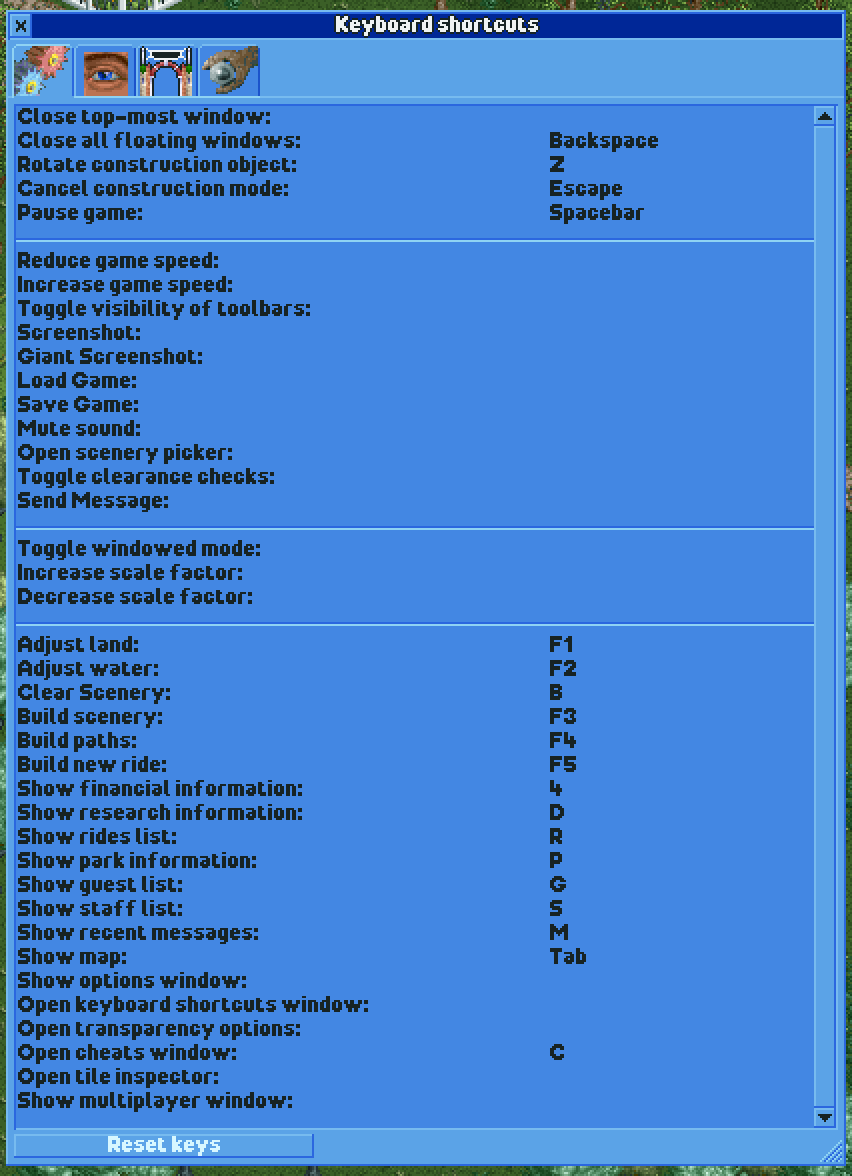 Keyboard shortcuts
Close top-most window:
Close all floating windows: Backspace
Rotate construction object: Z
Cancel construction mode: Escape
Pause game: Spacebar
Reduce game speed:
Increase game speed:
Toggle visibility of toolbars:
Screenshot:
Giant Screenshot:
Load Game:
Save Game:
Mute sound:
Open scenery picker:
Toggle clearance checks:
Send Message:
Toggle windowed mode:
Increase scale factor:
Decrease scale factor:
Adjust land: F1
Adjust water: F2
Clear Scenery: B
Build scenery: F3
Build paths: F4
Build new ride: F5
Show financial information: 4
Show research information: D
Show rides list: R
Show park information: P
Show guest list: G
Show staff list: S
Show recent messages: M
Show map: Tab
Show options window:
Open keyboard shortcuts window:
Open transparency options:
Open cheats window: C
Open tile inspector:
Show multiplayer window:
Reset keys